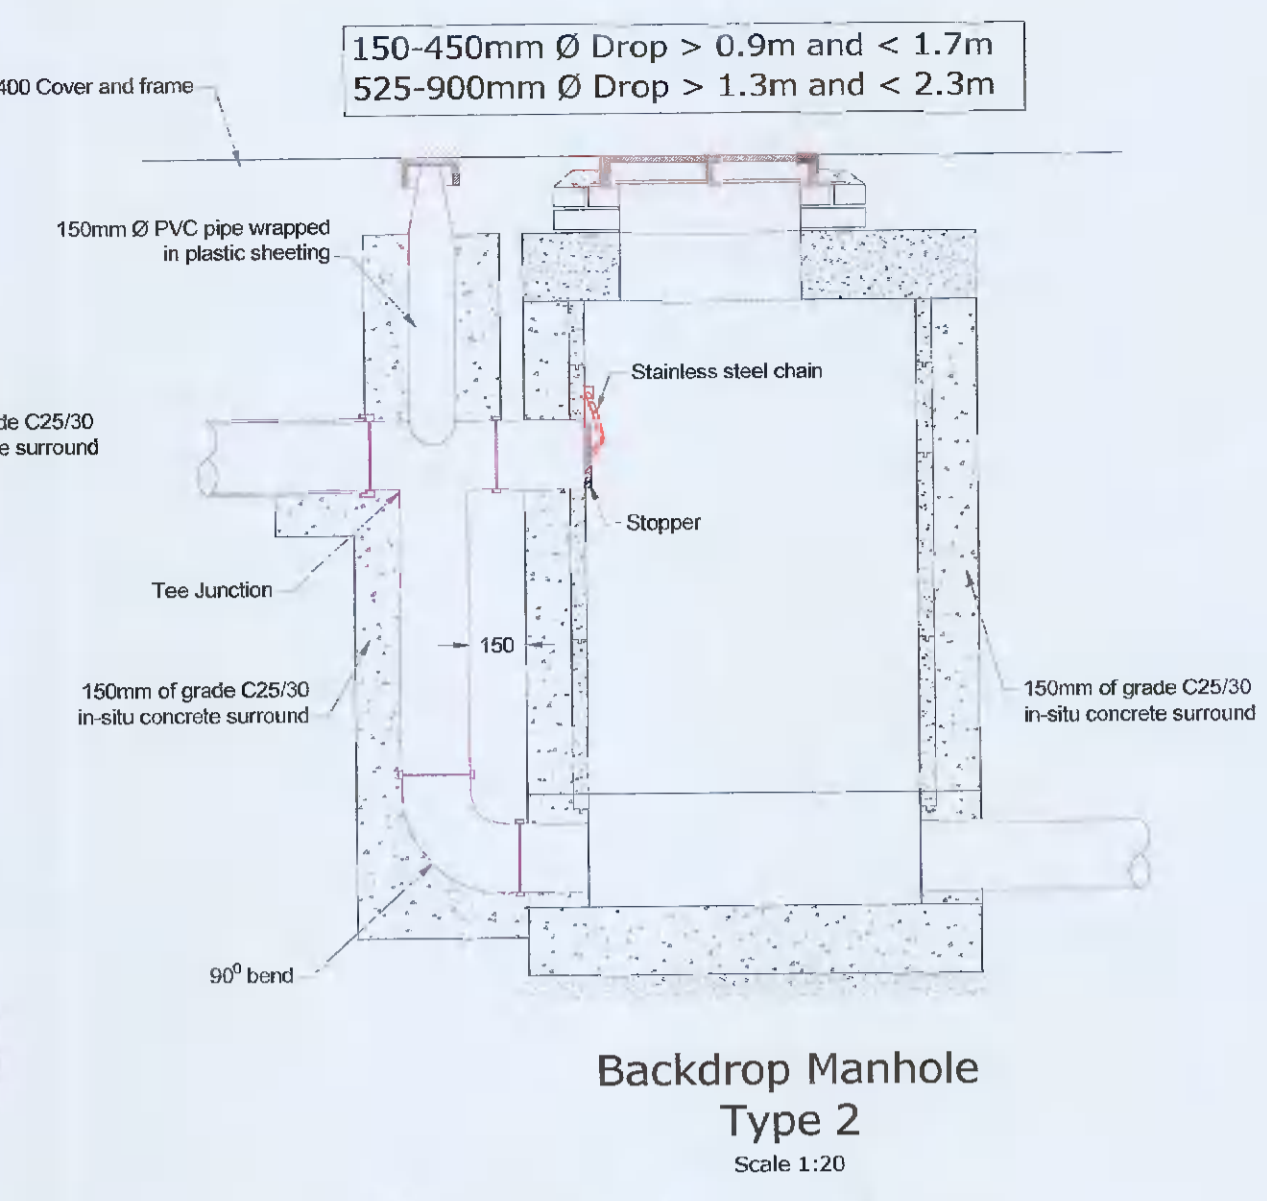 150-450mm Ø Drop > 0.9m and < 1.7m
525-900mm Ø Drop > 1.3m and < 2.3m
400 Cover and frame
150mm Ø PVC pipe wrapped
in plastic sheeting
Stainless steel chain
de C25/30
e surround
Stopper
Tee Junction
150
150mm of grade C25/30
in-situ concrete surround
150mm of grade C25/30
in-situ concrete surround
90⁰ bend
Backdrop Manhole
Type 2
Scale 1:20